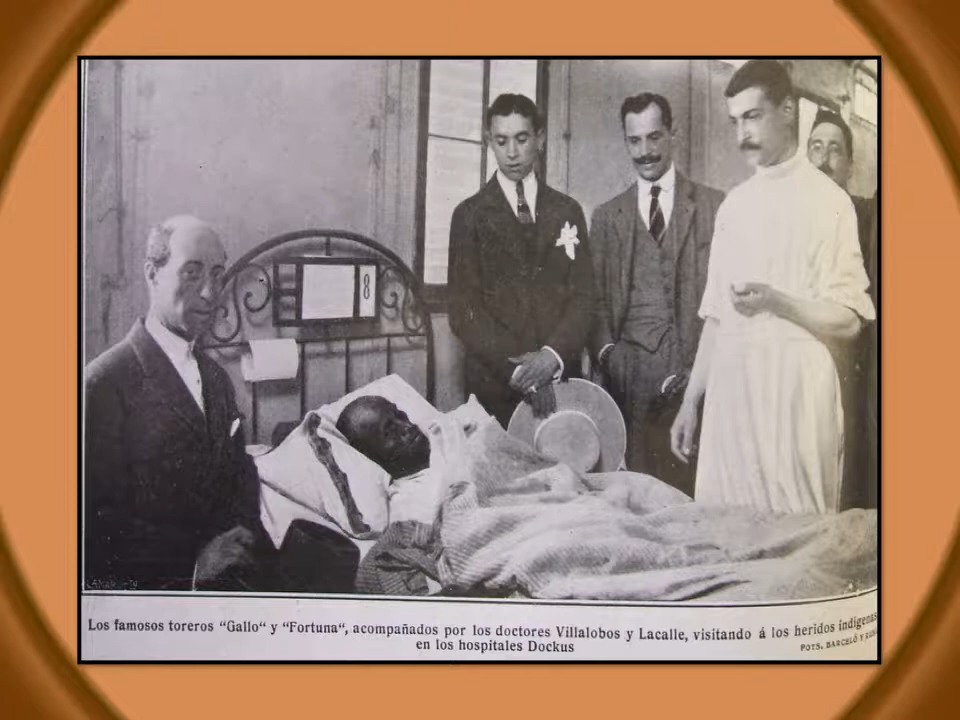 8
Los famosos toreros “Gallo“ y “Fortuna“, acompañados por los doctores Villalobos y Lacalle, visitando á los heridos indígenas
en los hospitales Dockus
FOTS. BARCELÓ Y